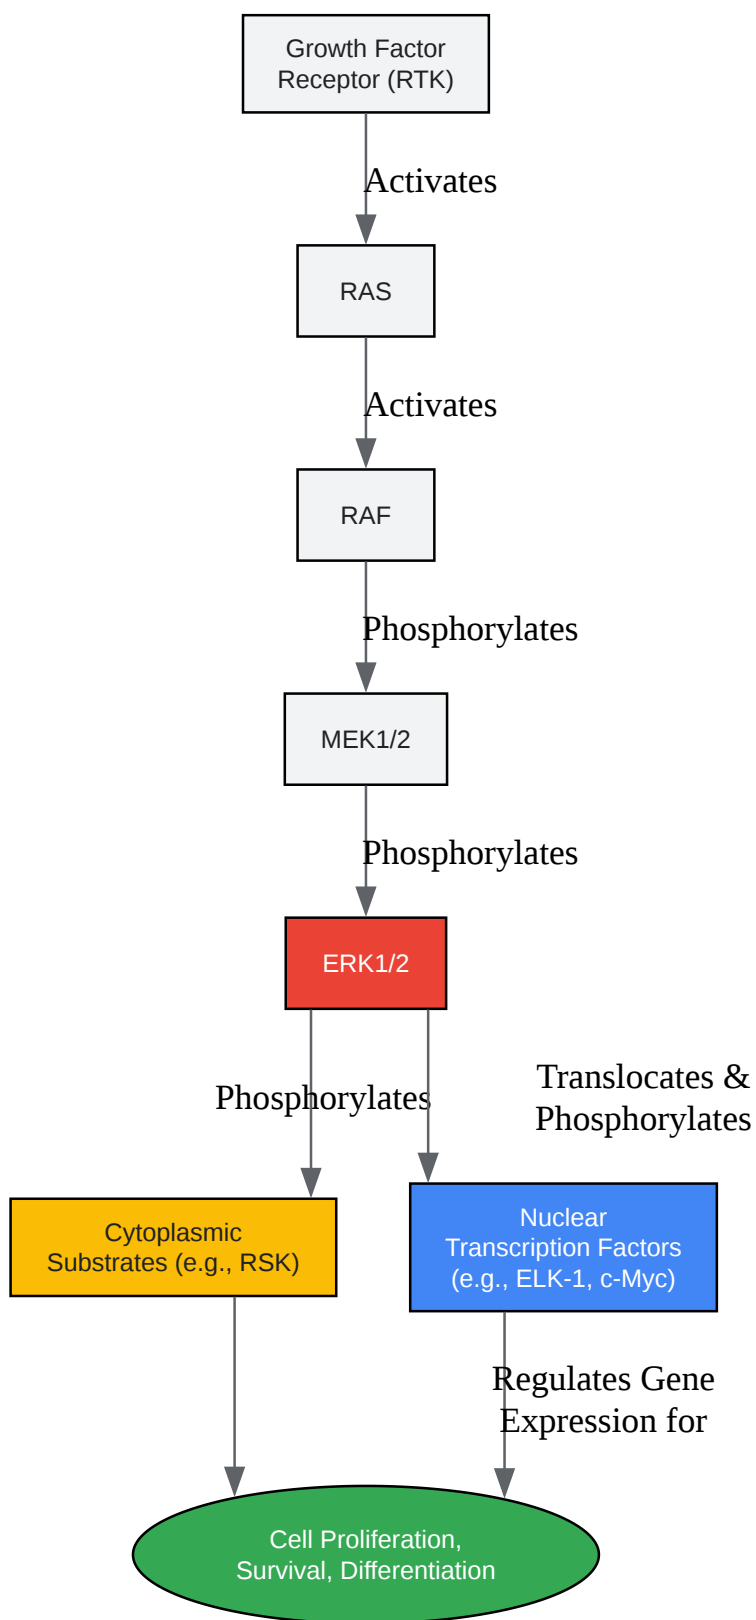 Growth Factor
Receptor (RTK)
Activates
RAS
Activates
RAF
Phosphorylates
MEK1/2
Phosphorylates
ERK1/2
Phosphorylates
Translocates &
Phosphorylates
Cytoplasmic
Substrates (e.g., RSK)
Nuclear
Transcription Factors
(e.g., ELK-1, c-Myc)
Regulates Gene
Expression for
Cell Proliferation,
Survival, Differentiation